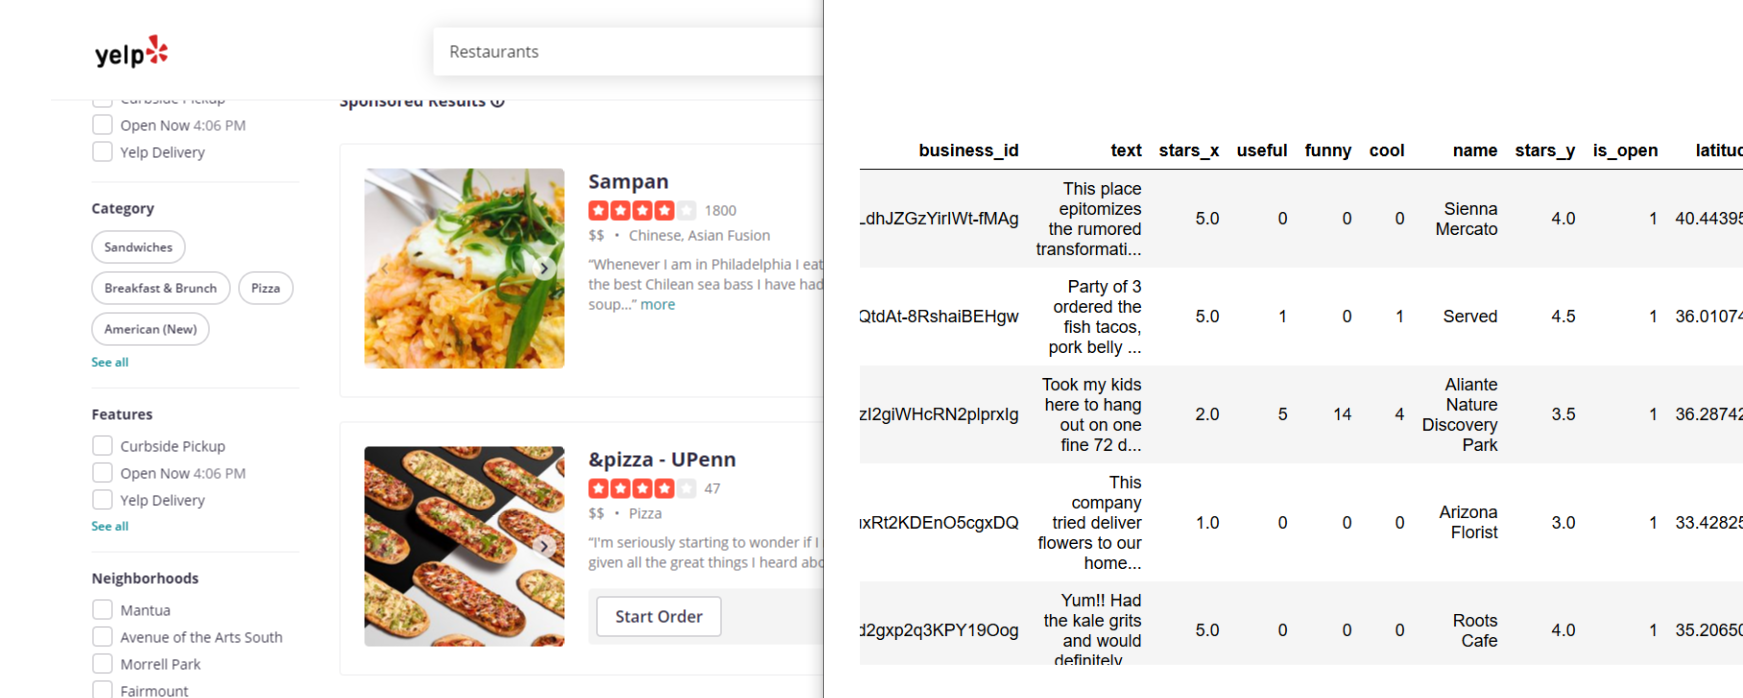 yelp
Restaurants
Curbside Pickup
Open Now 4:06 PM
Yelp Delivery
Category
Sandwiches
Breakfast & Brunch
Pizza
American (New)
See all
Features
Curbside Pickup
Open Now 4:06 PM
Yelp Delivery
See all
Neighborhoods
Mantua
Avenue of the Arts South
Morrell Park
Fairmount
Sponsored Results
Sampan
1800
$$ • Chinese, Asian Fusion
“Whenever I am in Philadelphia I eat
the best Chilean sea bass I have had
soup...” more
&pizza - UPenn
47
$$ • Pizza
“I'm seriously starting to wonder if I
given all the great things I heard abo
Start Order
business_id text stars_x useful funny cool name stars_y is_open latituc
LdhJZGzYirlWt-fMAg
This place
epitomizes
the rumored
transformati...
5.0 0 0 0
Sienna
Mercato
4.0 1 40.44395
QtdAt-8RshaiBEHgw
Party of 3
ordered the
fish tacos,
pork belly ...
5.0 1 0 1
Served
4.5 1 36.01074
zI2giWHcRN2plprxIg
Took my kids
here to hang
out on one
fine 72 d...
2.0 5 14 4
Aliante
Nature
Discovery
Park
3.5 1 36.28742
xRt2KDEnO5cgxDQ
This
company
tried deliver
flowers to our
home...
1.0 0 0 0
Arizona
Florist
3.0 1 33.42825
d2gxp2q3KPY19Oog
Yum!! Had
the kale grits
and would
definitely...
5.0 0 0 0
Roots
Cafe
4.0 1 35.20650